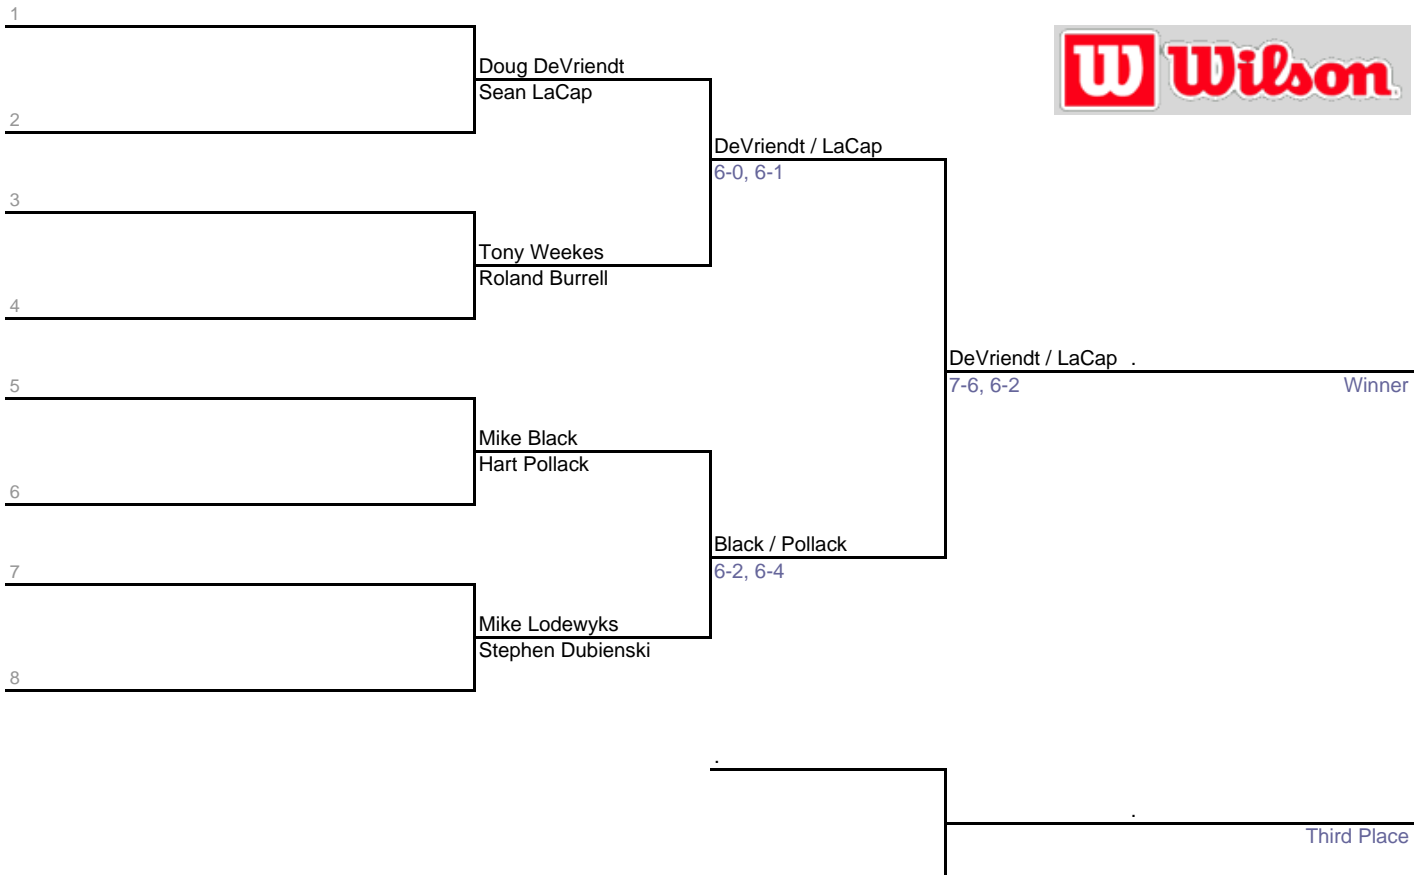 1
W Wilson
Doug DeVriendt
Sean LaCap
2
DeVriendt / LaCap
6-0, 6-1
3
Tony Weekes
Roland Burrell
4
DeVriendt / LaCap .
7-6, 6-2 Winner
5
Mike Black
Hart Pollack
6
Black / Pollack
6-2, 6-4
7
Mike Lodewyks
Stephen Dubienski
8
.
.
Third Place